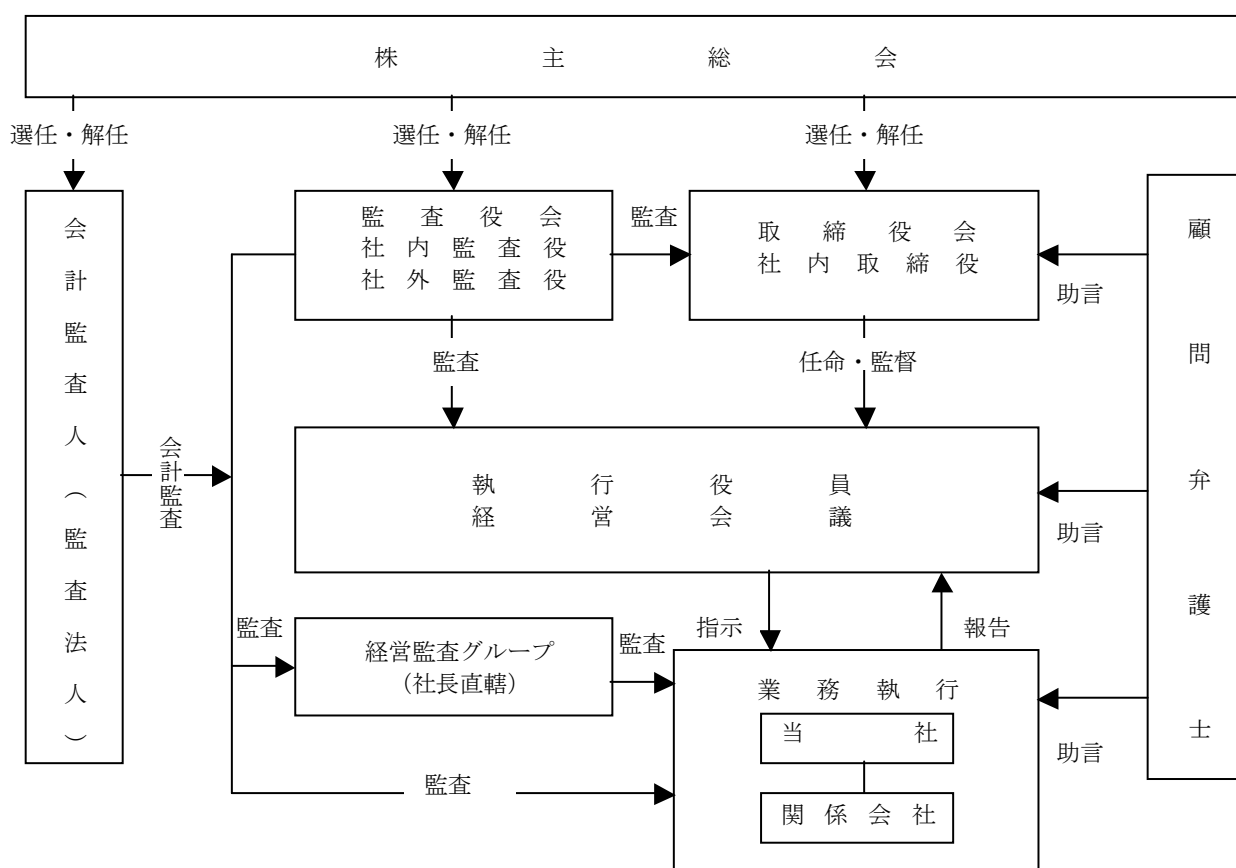 株主総会
選任・解任
選任・解任
選任・解任
会計監査人（監査法人）
監査役会
社内監査役
社外監査役
監査
取締役会
社内取締役
助言
顧問弁護士
監査
任命・監督
会計監査
執行役員
経営会議
助言
指示
報告
監査
経営監査グループ
（社長直轄）
監査
業務執行
当社
関係会社
助言
監査